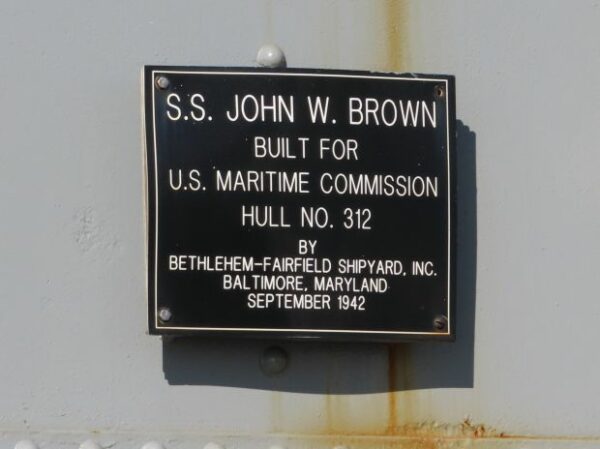 S.S. JOHN W. BROWN
BUILT FOR
U.S. MARITIME COMMISSION
HULL NO. 312
BY
BETHLEHEM-FAIRFIELD SHIPYARD, INC.
BALTIMORE, MARYLAND
SEPTEMBER 1942